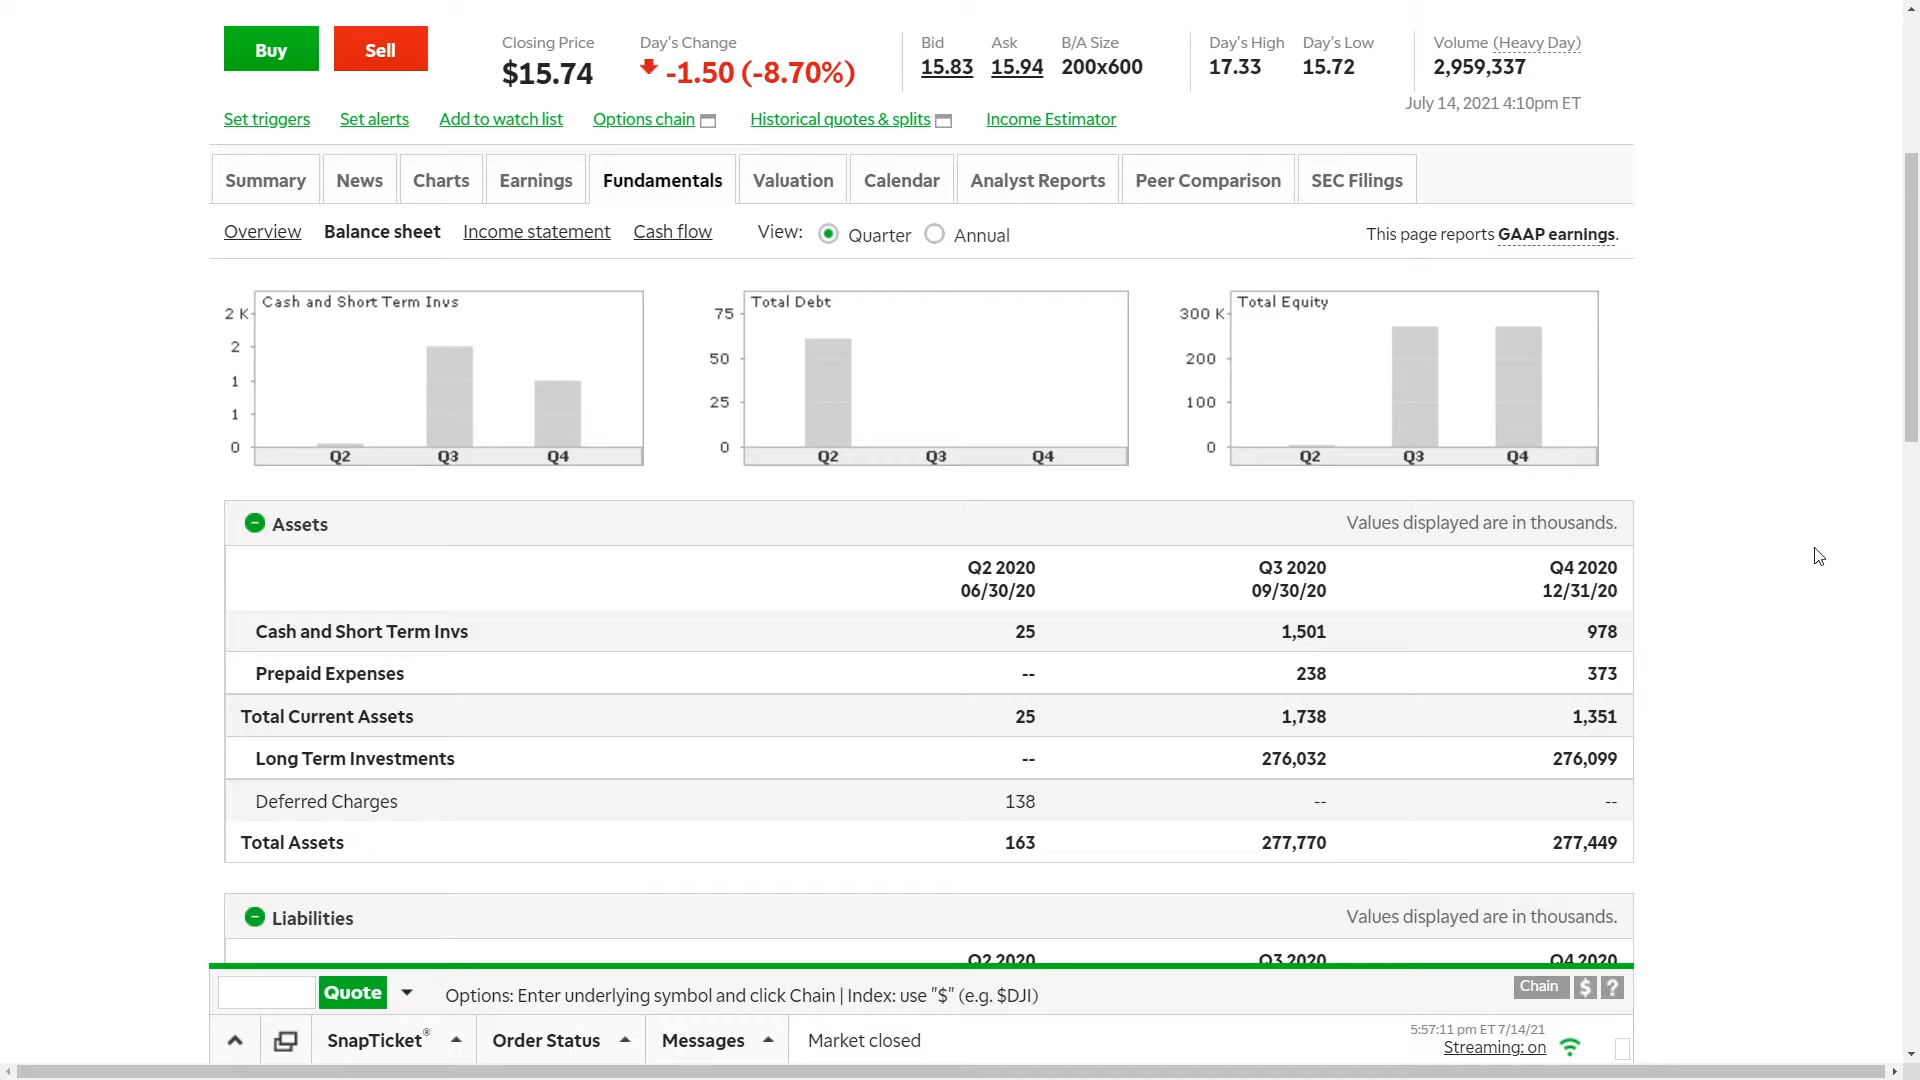 Buy Sell
Closing Price Day's Change Bid Ask B/A Size Day's High Day's Low Volume (Heavy Day)
$15.74 -1.50 (-8.70%) 15.83 15.94 200x600 17.33 15.72 2,959,337
July 14, 2021 4:10pm ET
Set triggers Set alerts Add to watch list Options chain Historical quotes & splits Income Estimator
Summary News Charts Earnings Fundamentals Valuation Calendar Analyst Reports Peer Comparison SEC Filings
Overview Balance sheet Income statement Cash flow View: Quarter Annual This page reports GAAP earnings.
Cash and Short Term Invs
2 K
2
1
1
0
Q2 Q3 Q4
Total Debt
75
50
25
0
Q2 Q3 Q4
Total Equity
300 K
200
100
0
Q2 Q3 Q4
Assets Values displayed are in thousands.
Q2 2020 Q3 2020 Q4 2020
06/30/20 09/30/20 12/31/20
Cash and Short Term Invs 25 1,501 978
Prepaid Expenses -- 238 373
Total Current Assets 25 1,738 1,351
Long Term Investments -- 276,032 276,099
Deferred Charges 138 -- --
Total Assets 163 277,770 277,449
Liabilities Values displayed are in thousands.
Q2 2020 Q3 2020 Q4 2020
Quote Options: Enter underlying symbol and click Chain | Index: use "$" (e.g. $DJI) Chain $ ?
SnapTicket® Order Status Messages Market closed
5:57:11 pm ET 7/14/21
Streaming: on